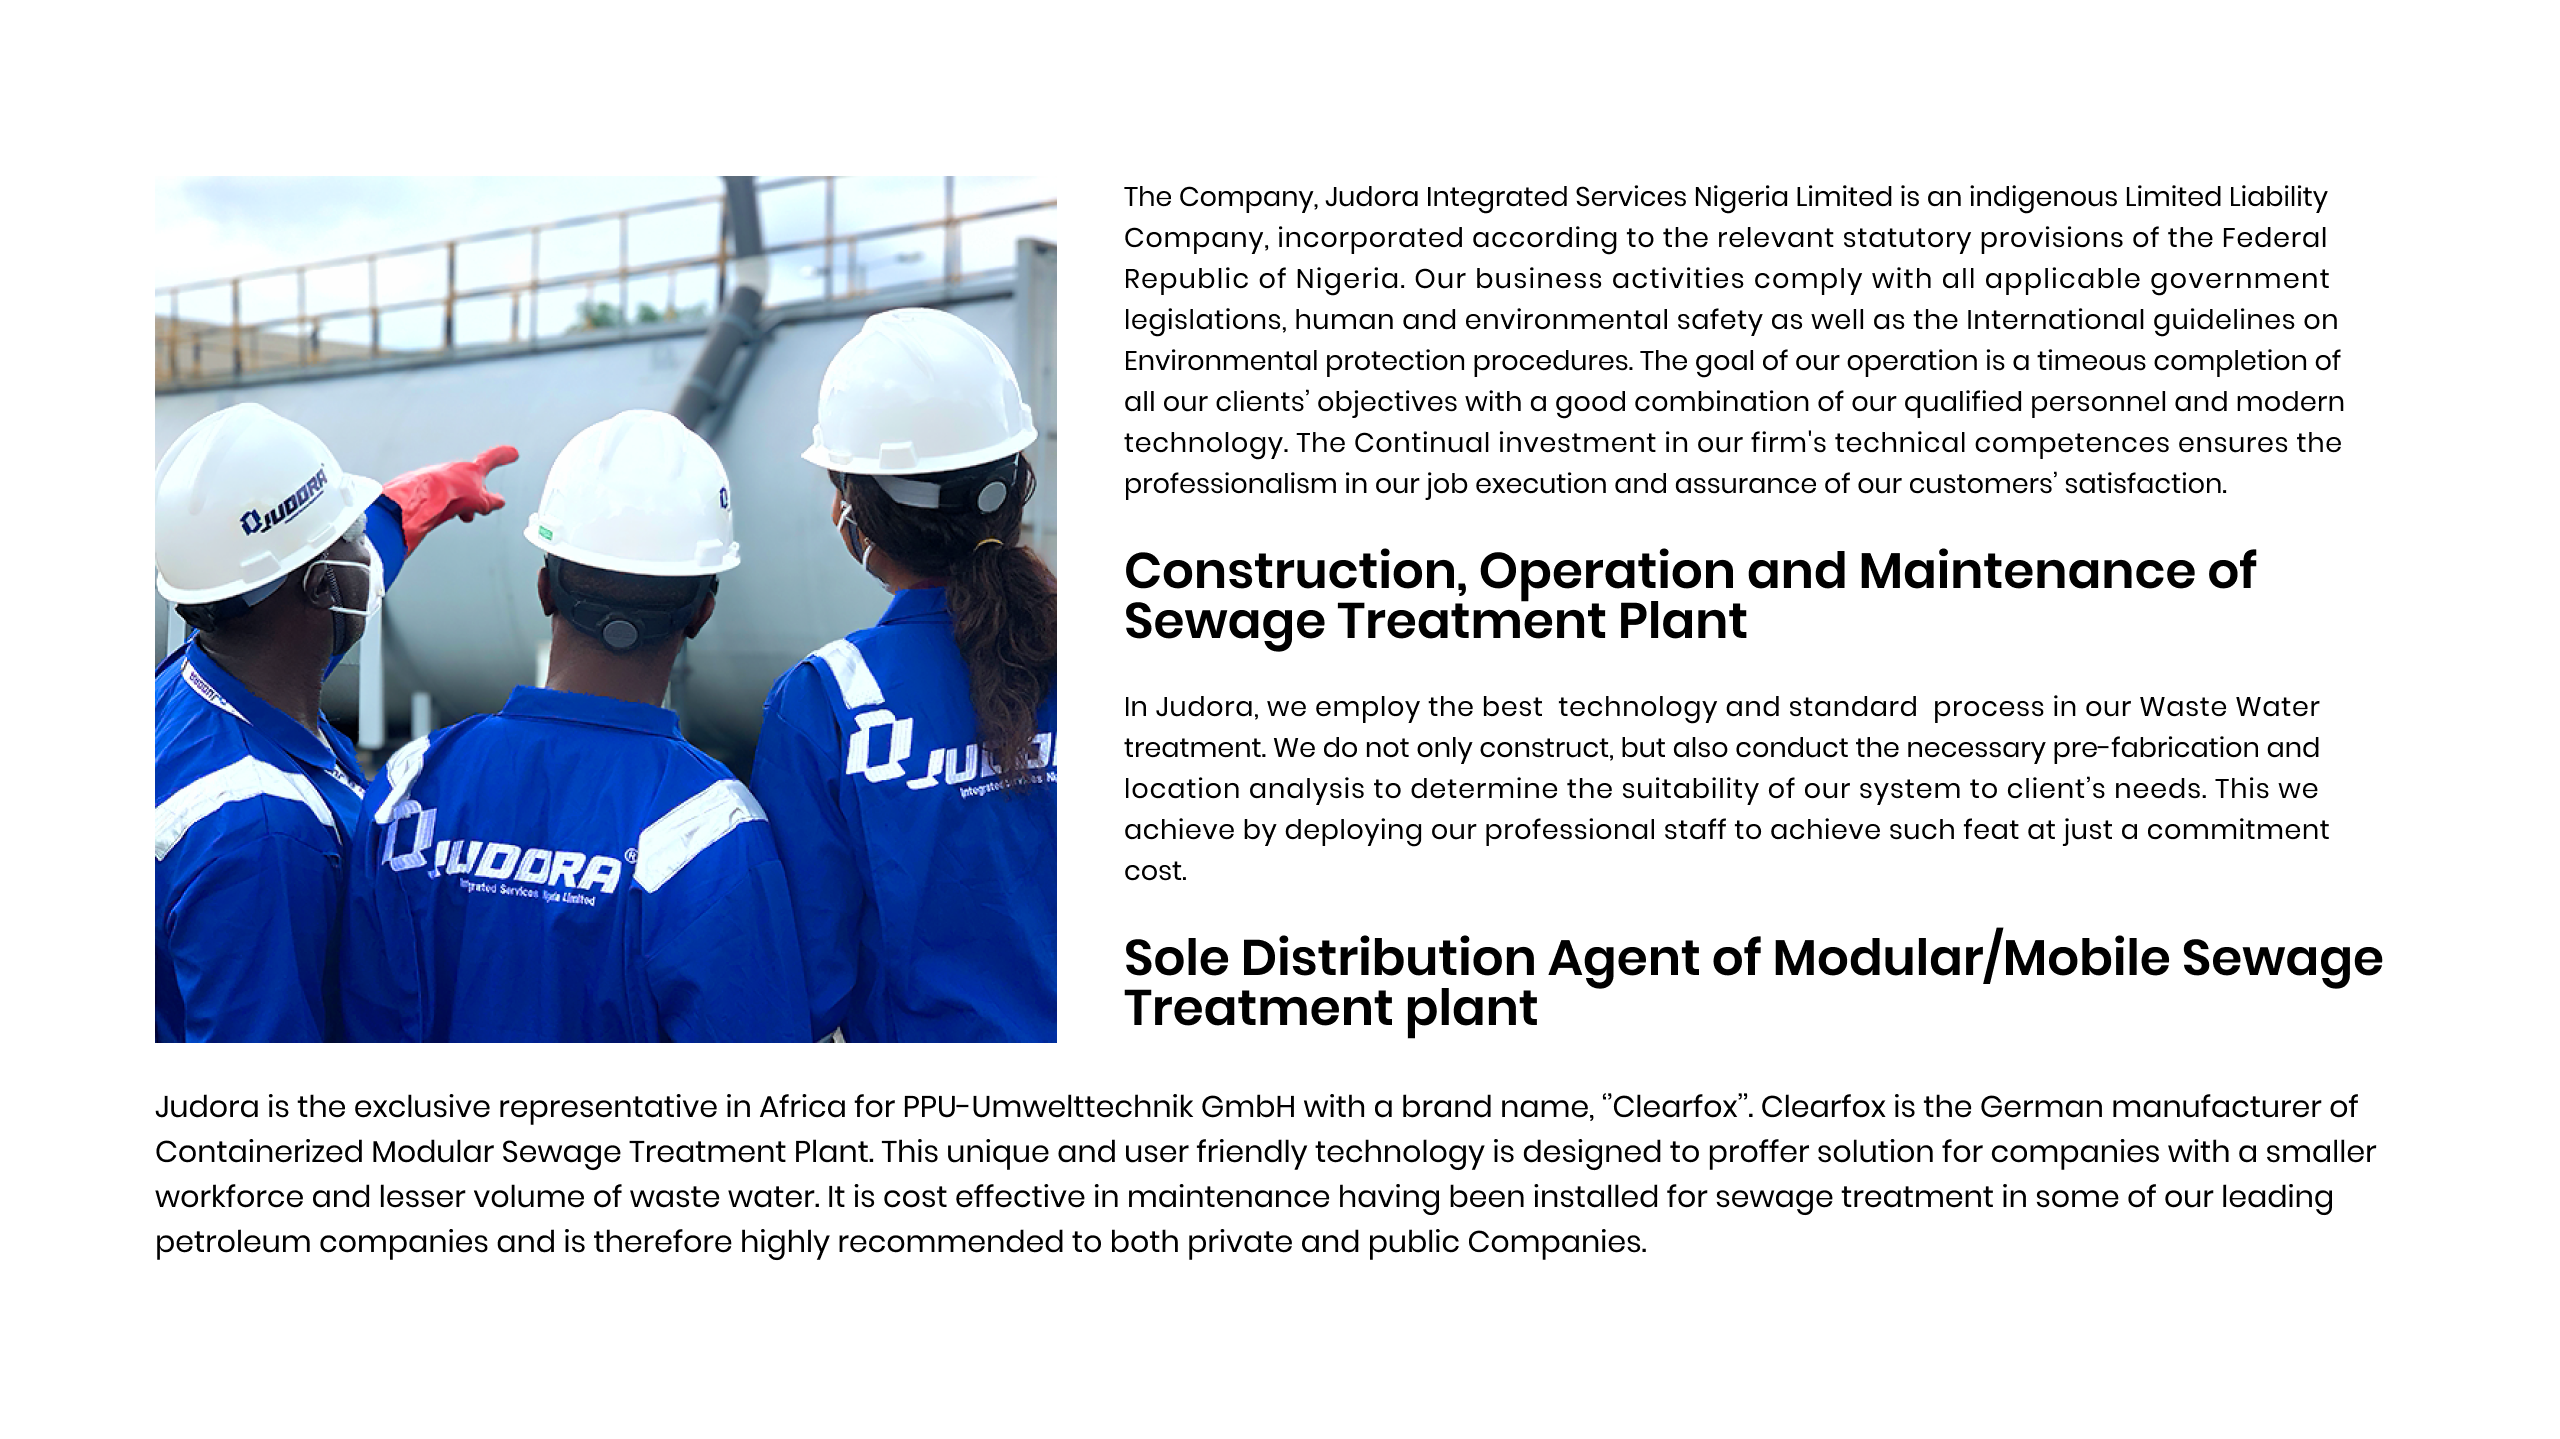 The Company, Judora Integrated Services Nigeria Limited is an indigenous Limited Liability
Company, incorporated according to the relevant statutory provisions of the Federal
Republic of Nigeria. Our business activities comply with all applicable government
legislations, human and environmental safety as well as the International guidelines on
Environmental protection procedures. The goal of our operation is a timeous completion of
all our clients’ objectives with a good combination of our qualified personnel and modern
technology. The Continual investment in our firm's technical competences ensures the
professionalism in our job execution and assurance of our customers’ satisfaction.
Construction, Operation and Maintenance of
Sewage Treatment Plant
In Judora, we employ the best  technology and standard  process in our Waste Water
treatment. We do not only construct, but also conduct the necessary pre-fabrication and
location analysis to determine the suitability of our system to client’s needs. This we
achieve by deploying our professional staff to achieve such feat at just a commitment
cost.
Sole Distribution Agent of Modular/Mobile Sewage
Treatment plant
JUDORA
JUDORA
JUDORA®
Services Limited
Judora is the exclusive representative in Africa for PPU-Umwelttechnik GmbH with a brand name, ‘’Clearfox’’. Clearfox is the German manufacturer of
Containerized Modular Sewage Treatment Plant. This unique and user friendly technology is designed to proffer solution for companies with a smaller
workforce and lesser volume of waste water. It is cost effective in maintenance having been installed for sewage treatment in some of our leading
petroleum companies and is therefore highly recommended to both private and public Companies.